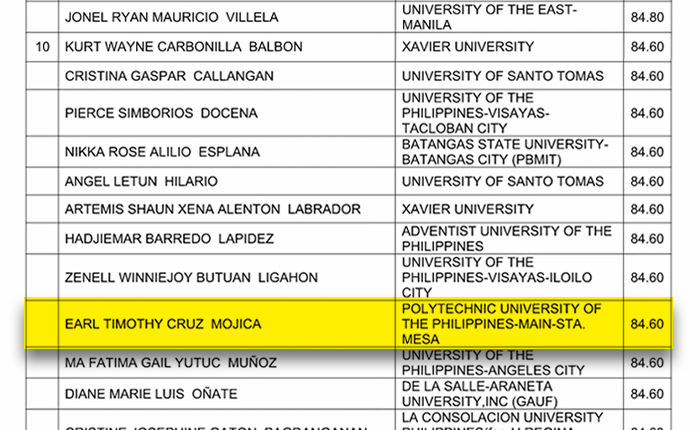 JONEL RYAN MAURICIO VILLELA
UNIVERSITY OF THE EAST-
MANILA
84.80
10 KURT WAYNE CARBONILLA BALBON XAVIER UNIVERSITY 84.60
CRISTINA GASPAR CALLANGAN UNIVERSITY OF SANTO TOMAS 84.60
PIERCE SIMBORIOS DOCENA
UNIVERSITY OF THE
PHILIPPINES-VISAYAS-
TACLOBAN CITY
84.60
NIKKA ROSE ALILIO ESPLANA
BATANGAS STATE UNIVERSITY-
BATANGAS CITY (PBMIT)
84.60
ANGEL LETUN HILARIO UNIVERSITY OF SANTO TOMAS 84.60
ARTEMIS SHAUN XENA ALENTON LABRADOR XAVIER UNIVERSITY 84.60
HADJIEMAR BARREDO LAPIDEZ
ADVENTIST UNIVERSITY OF THE
PHILIPPINES
84.60
ZENELL WINNIEJOY BUTUAN LIGAHON
UNIVERSITY OF THE
PHILIPPINES-VISAYAS-ILOILO
CITY
84.60
EARL TIMOTHY CRUZ MOJICA
POLYTECHNIC UNIVERSITY OF
THE PHILIPPINES-MAIN-STA.
MESA
84.60
MA FATIMA GAIL YUTUC MUÑOZ
UNIVERSITY OF THE
PHILIPPINES-ANGELES CITY
84.60
DIANE MARIE LUIS OÑATE
DE LA SALLE-ARANETA
UNIVERSITY,INC (GAUF)
84.60
LA CONSOLACION UNIVERSITY